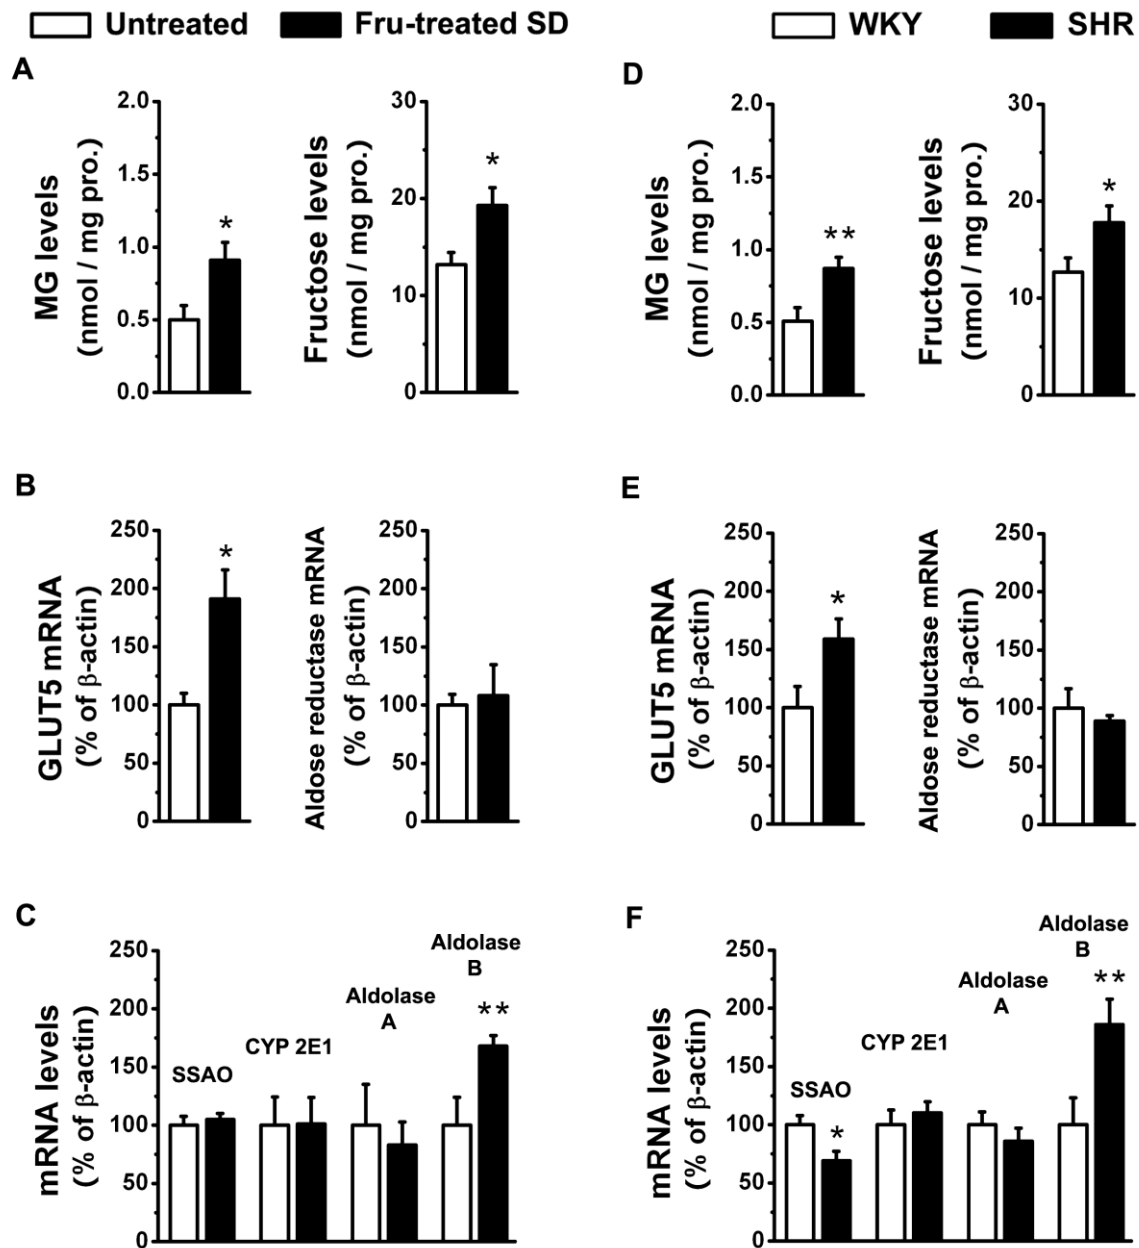 Untreated Fru-treated SD WKY SHR
A
MG levels
(nmol / mg pro.)
2.0
1.5
1.0
0.5
0.0
*
Fructose levels
(nmol / mg pro.)
30
20
10
0
*
D
MG levels
(nmol / mg pro.)
2.0
1.5
1.0
0.5
0.0
**
Fructose levels
(nmol / mg pro.)
30
20
10
0
*
B
GLUT5 mRNA
(% of β-actin)
250
200
150
100
50
0
*
Aldose reductase mRNA
(% of β-actin)
250
200
150
100
50
0
E
GLUT5 mRNA
(% of β-actin)
250
200
150
100
50
0
*
Aldose reductase mRNA
(% of β-actin)
250
200
150
100
50
0
C
mRNA levels
(% of β-actin)
250
200
150
100
50
0
SSAO
CYP 2E1
Aldolase
A
Aldolase
B
**
F
mRNA levels
(% of β-actin)
250
200
150
100
50
0
SSAO
*
CYP 2E1
Aldolase
A
Aldolase
B
**